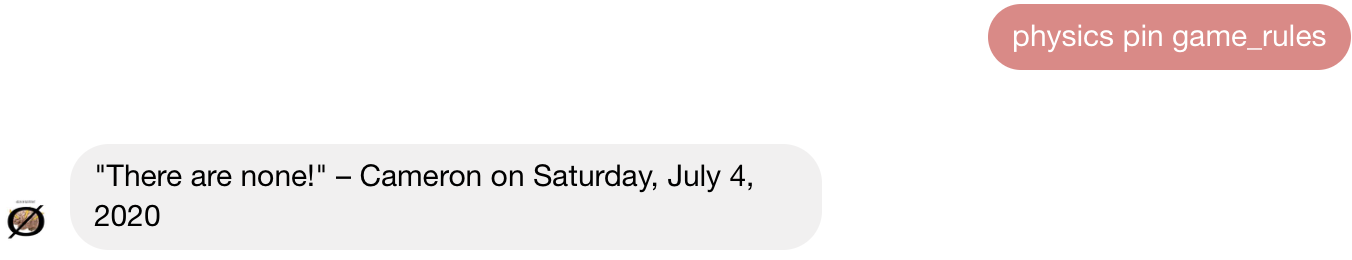 physics pin game_rules
"There are none!" – Cameron on Saturday, July 4,
2020